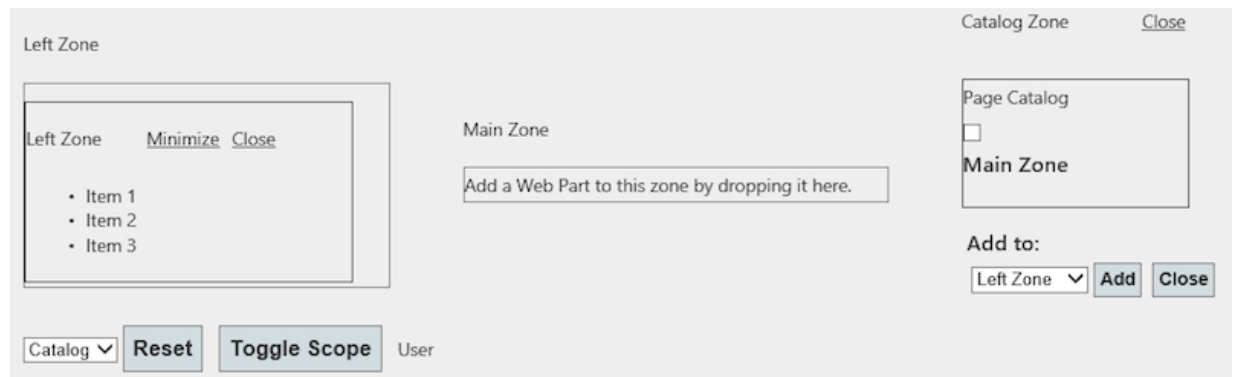 Left Zone
Left Zone Minimize Close
• Item 1
• Item 2
• Item 3
Main Zone
Add a Web Part to this zone by dropping it here.
Catalog Zone Close
Page Catalog
Main Zone
Add to:
Left Zone Add Close
Catalog Reset Toggle Scope User